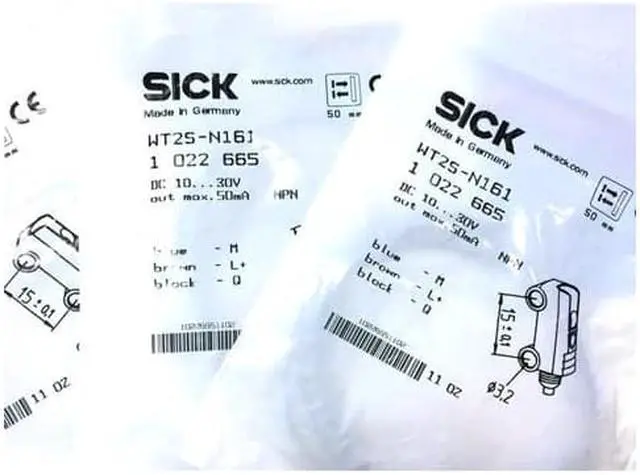 CE
15±0,1
11 02
SICK
www.sick.com
Made in Germany
50 mm
WT2S-N161
1 022 665
DC 10...30V
out max.50mA NPN
blue - M
brown - L+
black - Q
SICK
www.sick.com
Made in Germany
50 mm
WT2S-N161
1 022 665
DC 10...30V
out max.50mA NPN
blue - M
brown - L+
black - Q
15±0,1
Ø3,2
11 02